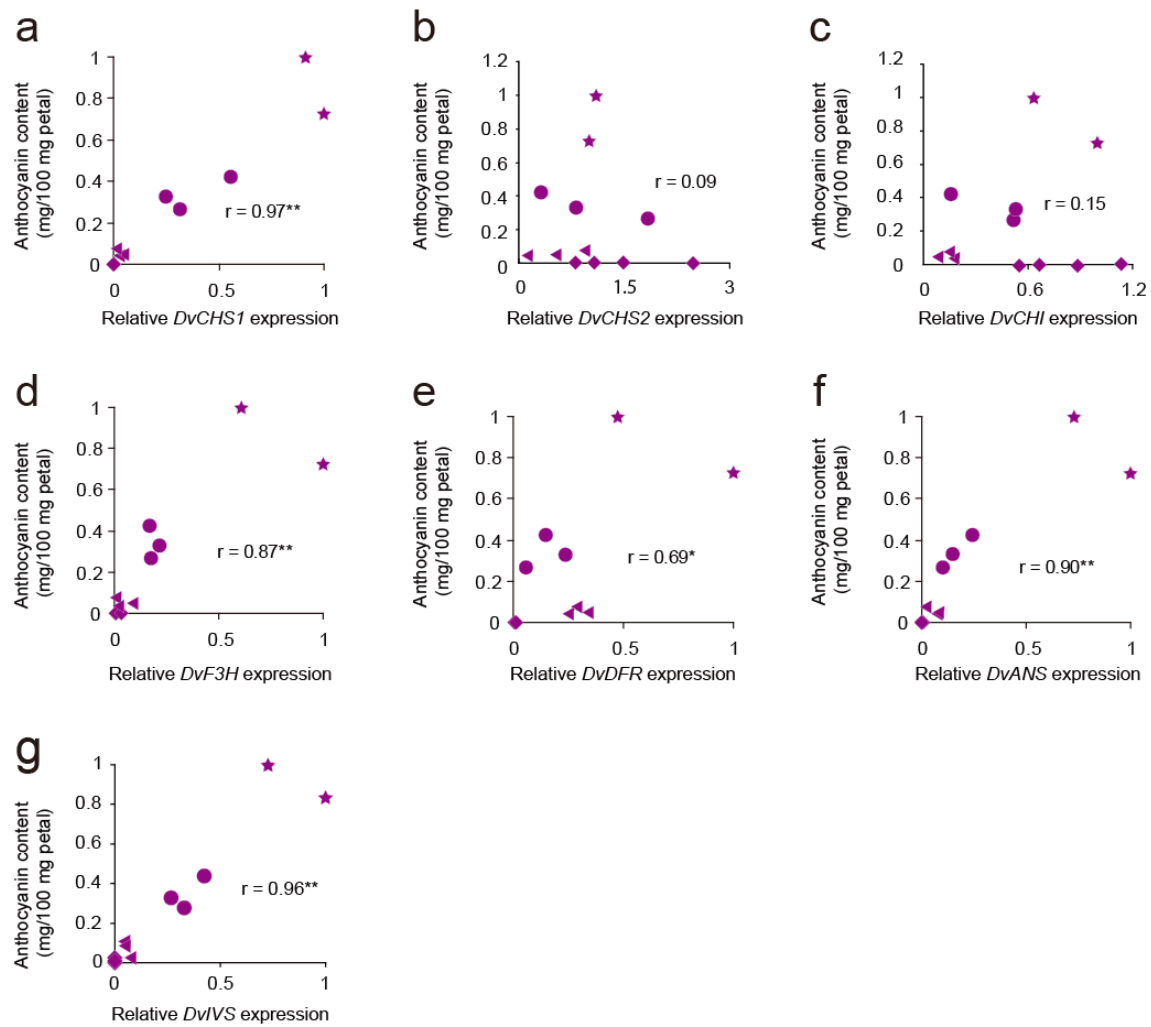 a
Anthocyanin content
(mg/100 mg petal)
1
0.8
0.6
0.4
0.2
0
r = 0.97**
0
0.5
1
Relative DvCHS1 expression
b
Anthocyanin content
(mg/100 mg petal)
1.2
1
0.8
0.6
0.4
0.2
0
r = 0.09
0
1.5
3
Relative DvCHS2 expression
c
Anthocyanin content
(mg/100 mg petal)
1.2
1
0.8
0.6
0.4
0.2
0
r = 0.15
0
0.6
1.2
Relative DvCHI expression
d
Anthocyanin content
(mg/100 mg petal)
1
0.8
0.6
0.4
0.2
0
r = 0.87**
0
0.5
1
Relative DvF3H expression
e
Anthocyanin content
(mg/100 mg petal)
1
0.8
0.6
0.4
0.2
0
r = 0.69*
0
0.5
1
Relative DvDFR expression
f
Anthocyanin content
(mg/100 mg petal)
1
0.8
0.6
0.4
0.2
0
r = 0.90**
0
0.5
1
Relative DvANS expression
g
Anthocyanin content
(mg/100 mg petal)
1
0.8
0.6
0.4
0.2
0
r = 0.96**
0
0.5
1
Relative DvIVS expression